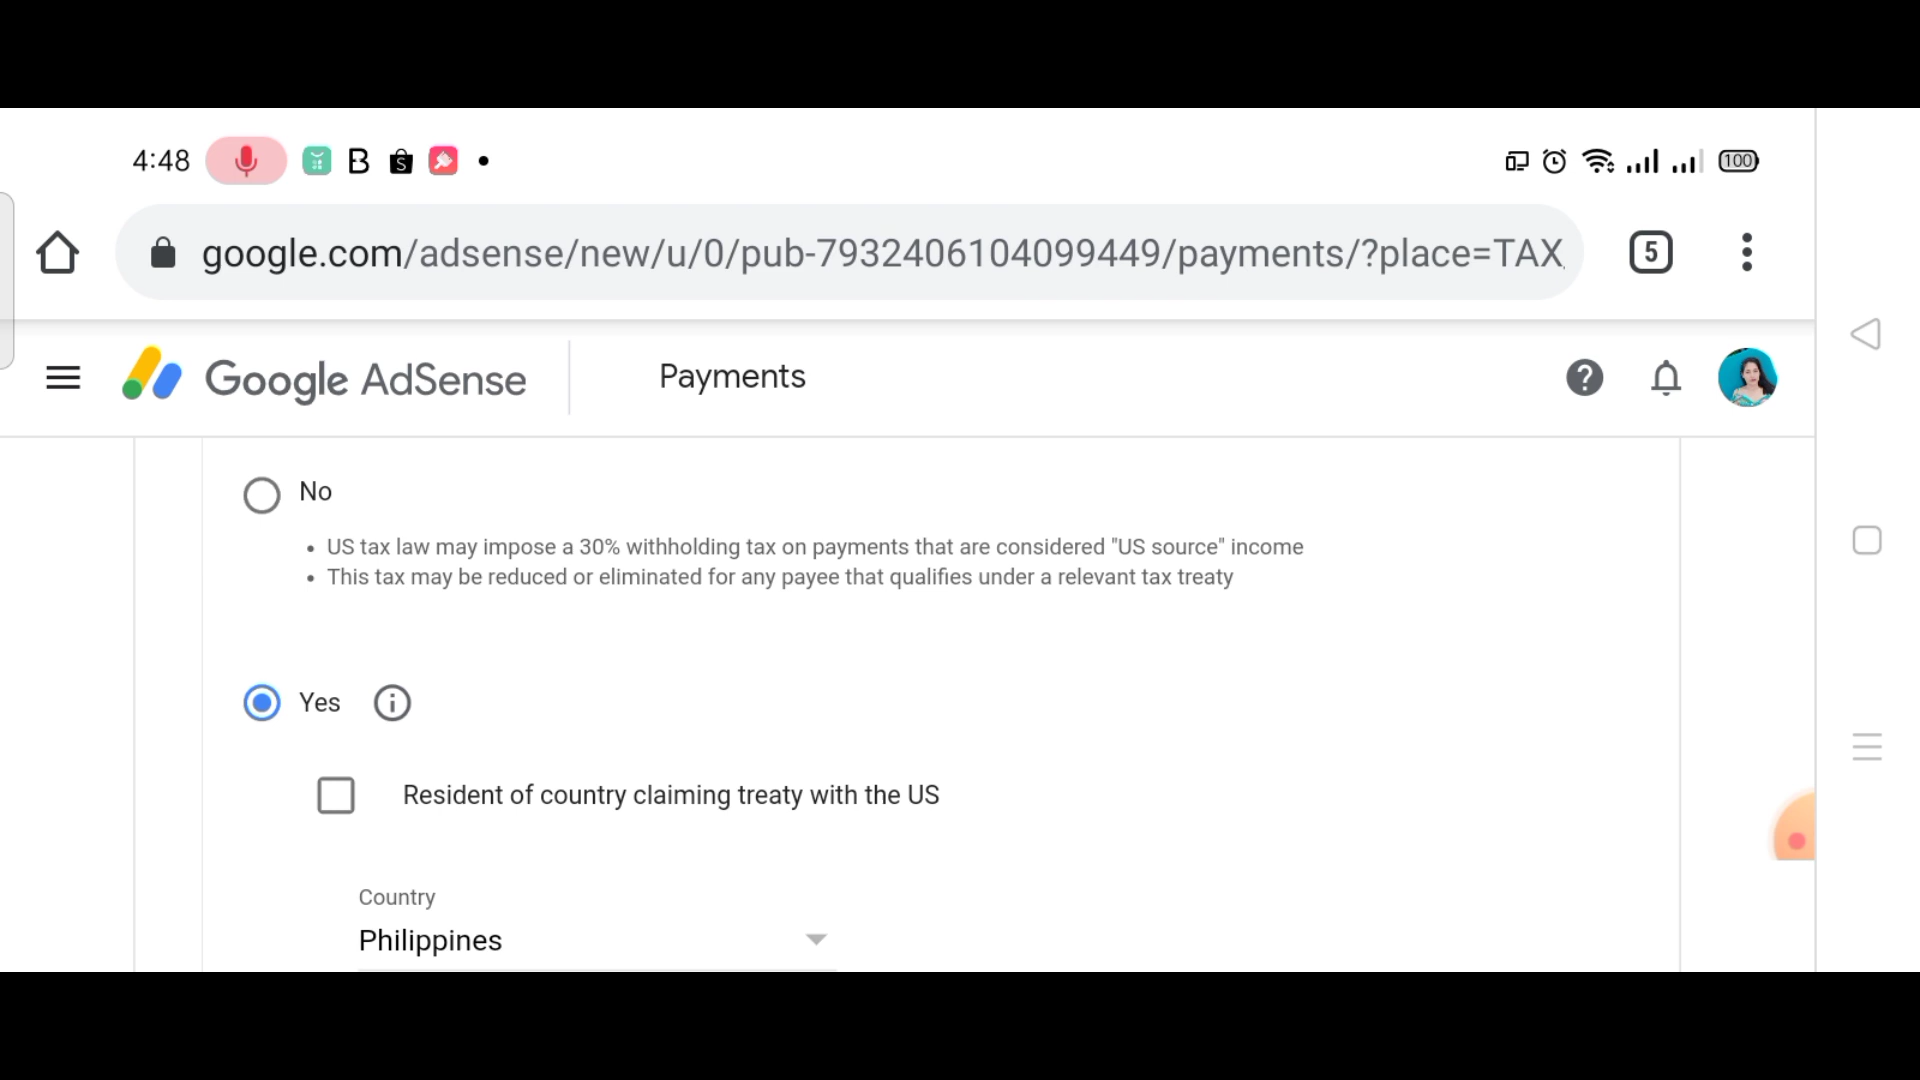 4:48
B
S
100
google.com/adsense/new/u/0/pub-7932406104099449/payments/?place=TAX
5
Google AdSense
Payments
No
• US tax law may impose a 30% withholding tax on payments that are considered "US source" income
• This tax may be reduced or eliminated for any payee that qualifies under a relevant tax treaty
Yes
Resident of country claiming treaty with the US
Country
Philippines